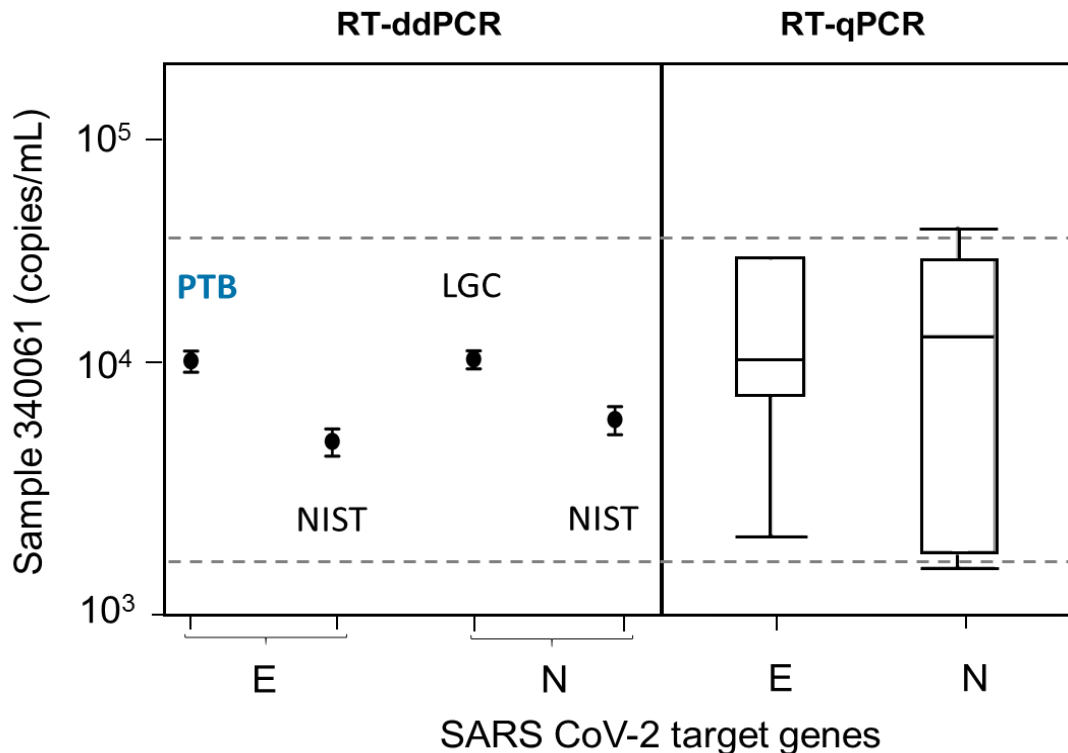 RT-ddPCR
RT-qPCR
Sample 340061 (copies/mL)
10⁵
10⁴
10³
PTB
LGC
NIST
NIST
E
N
E
N
SARS CoV-2 target genes